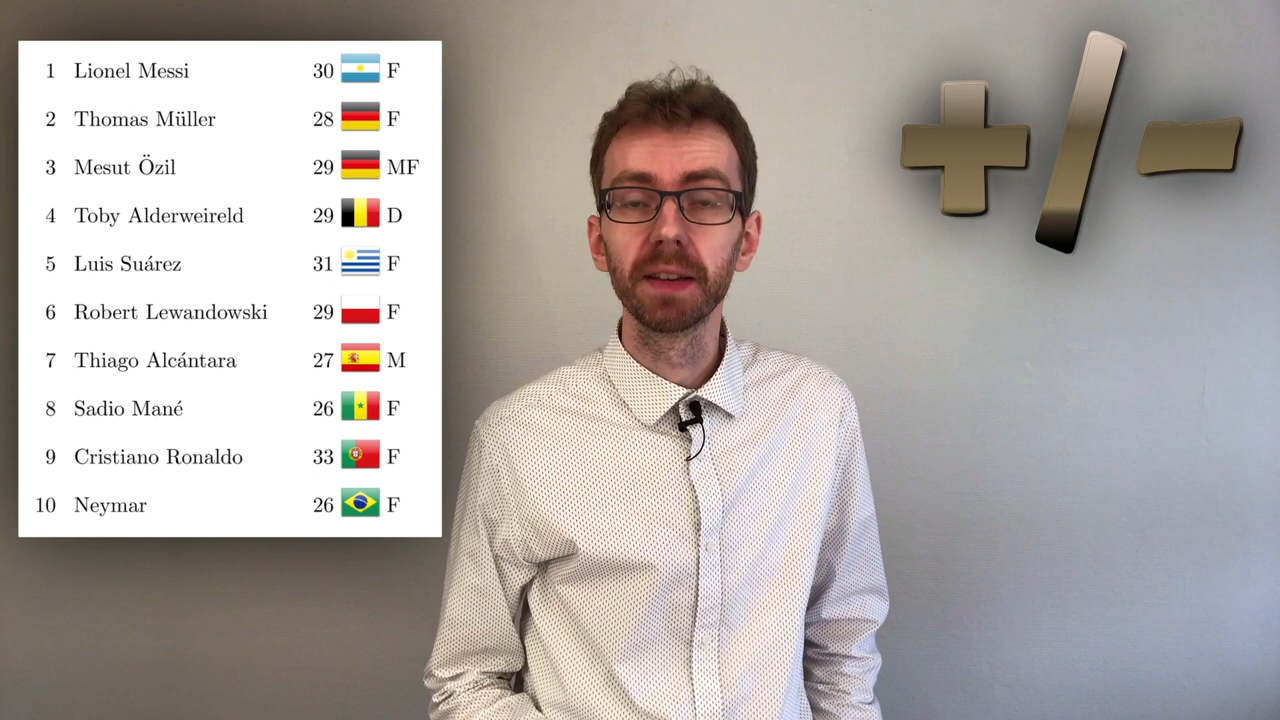 1 Lionel Messi 30 F
2 Thomas Müller 28 F
3 Mesut Özil 29 MF
4 Toby Alderweireld 29 D
5 Luis Suárez 31 F
6 Robert Lewandowski 29 F
7 Thiago Alcántara 27 M
8 Sadio Mané 26 F
9 Cristiano Ronaldo 33 F
10 Neymar 26 F
+/-